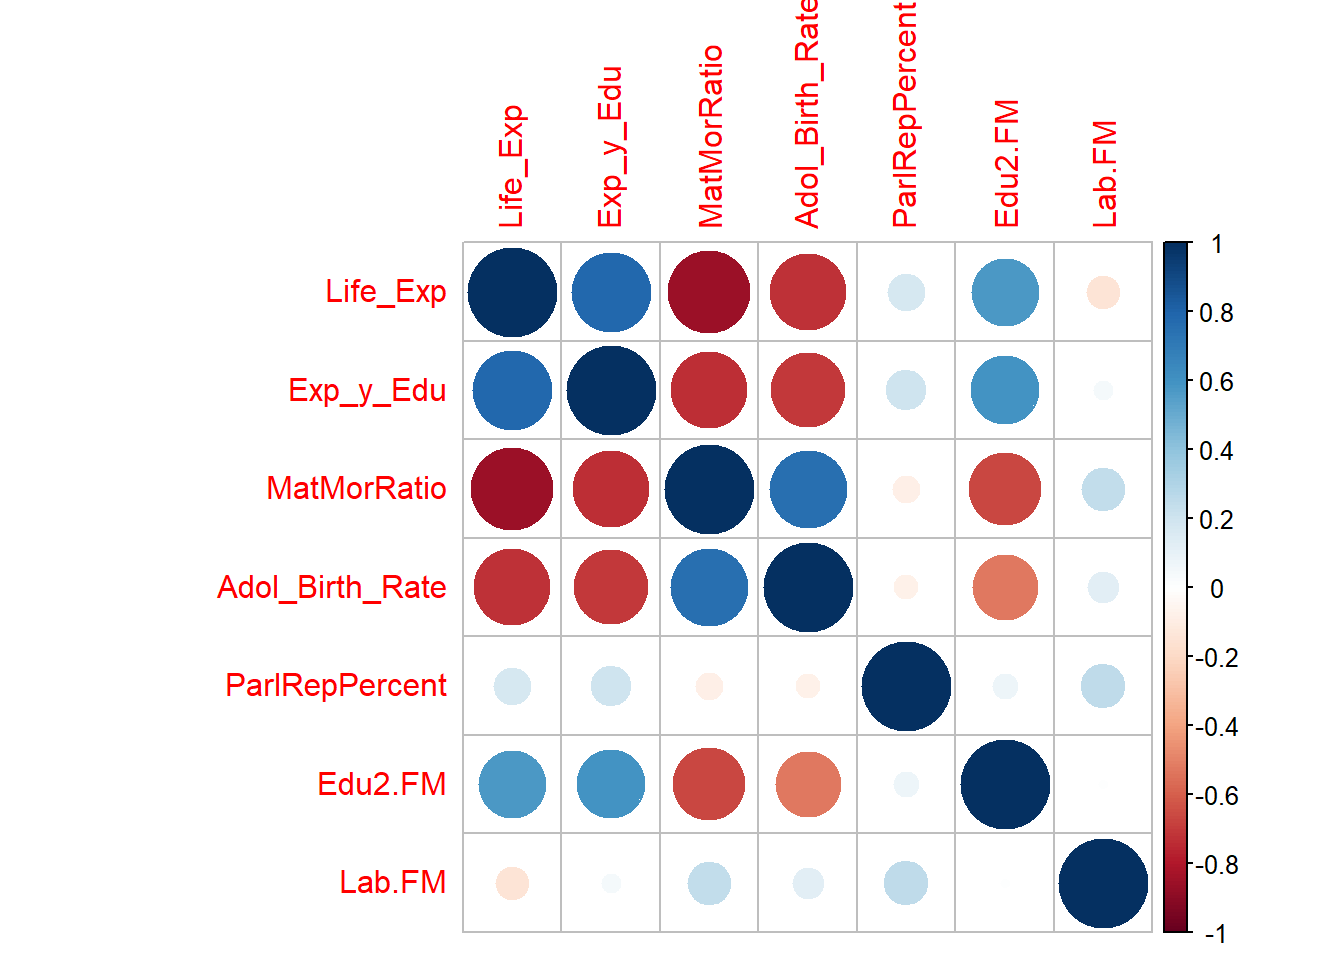 Life_Exp
Exp_y_Edu
MatMorRatio
Adol_Birth_Rate
ParlRepPercent
Edu2.FM
Lab.FM
Life_Exp
Exp_y_Edu
MatMorRatio
Adol_Birth_Rate
ParlRepPercent
Edu2.FM
Lab.FM
1
0.8
0.6
0.4
0.2
0
-0.2
-0.4
-0.6
-0.8
-1